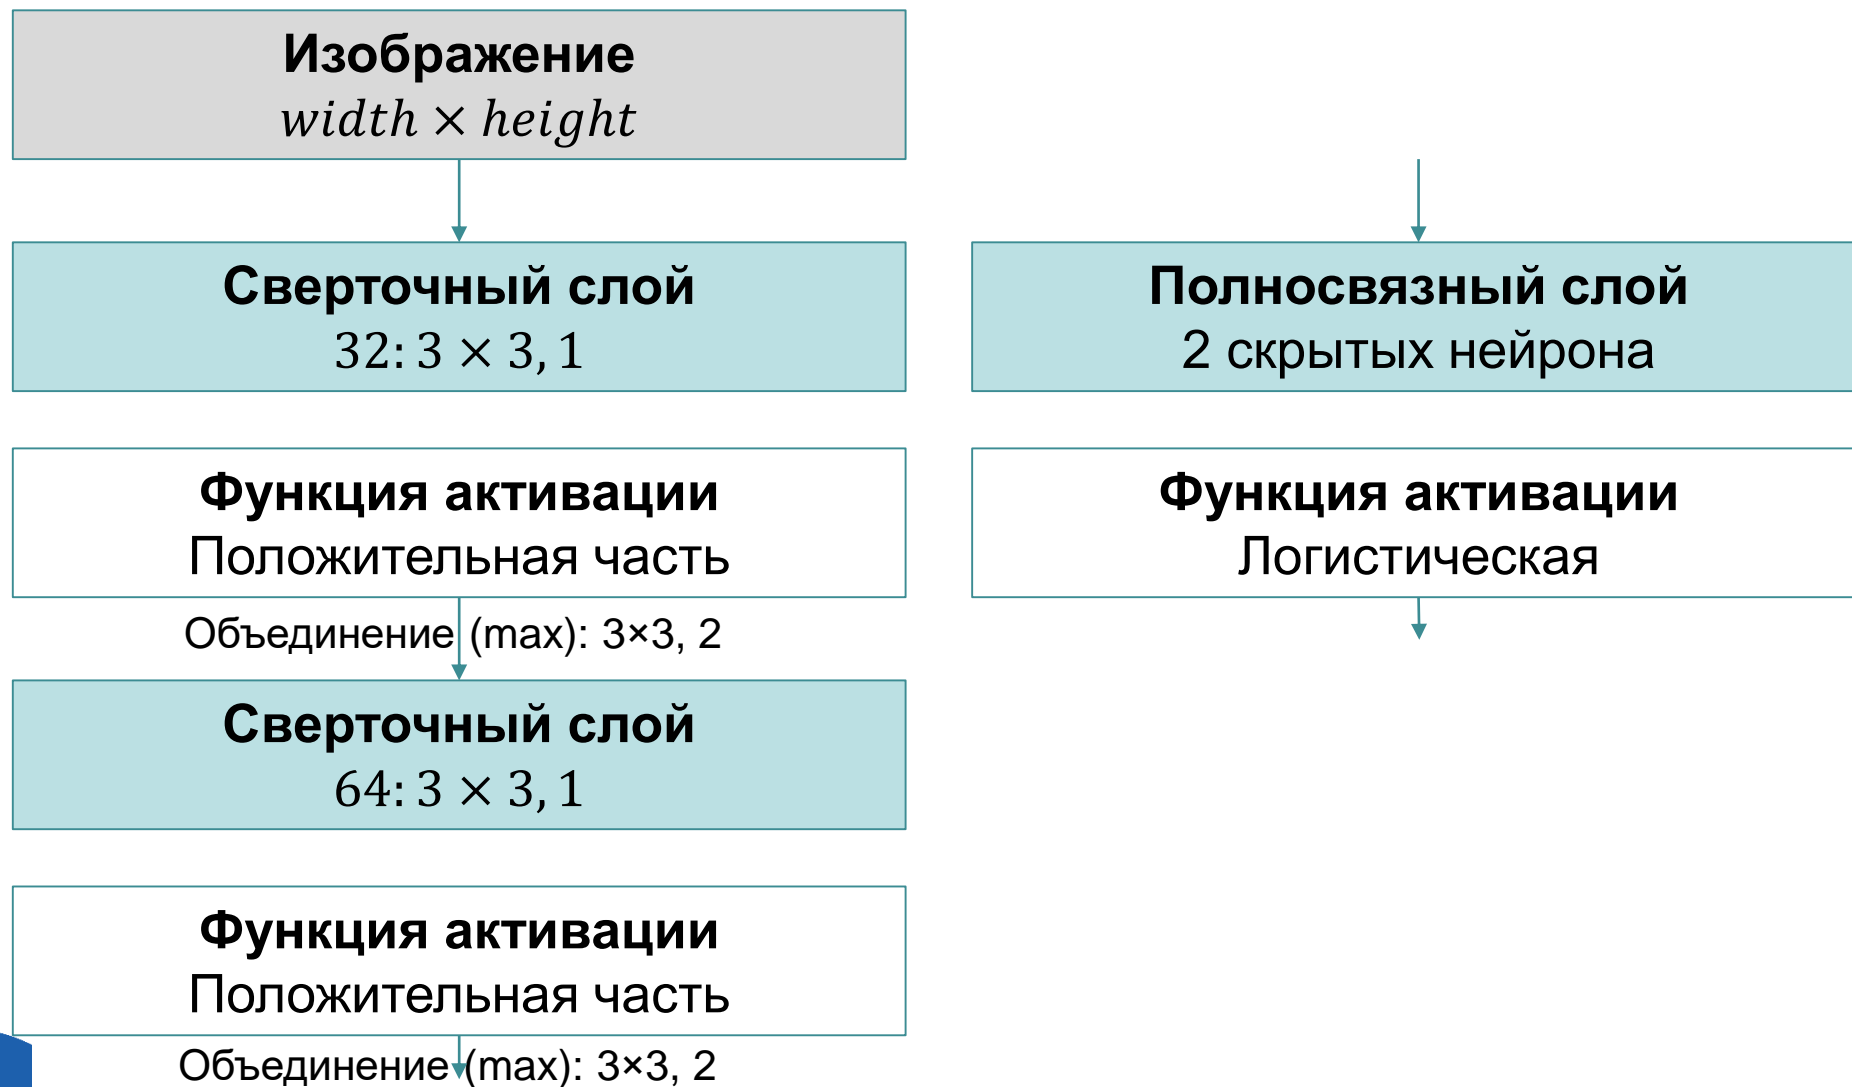 Изображение
width × height
Сверточный слой
32: 3 × 3, 1
Функция активации
Положительная часть
Объединение (max): 3×3, 2
Сверточный слой
64: 3 × 3, 1
Функция активации
Положительная часть
Объединение (max): 3×3, 2
Полносвязный слой
2 скрытых нейрона
Функция активации
Логистическая